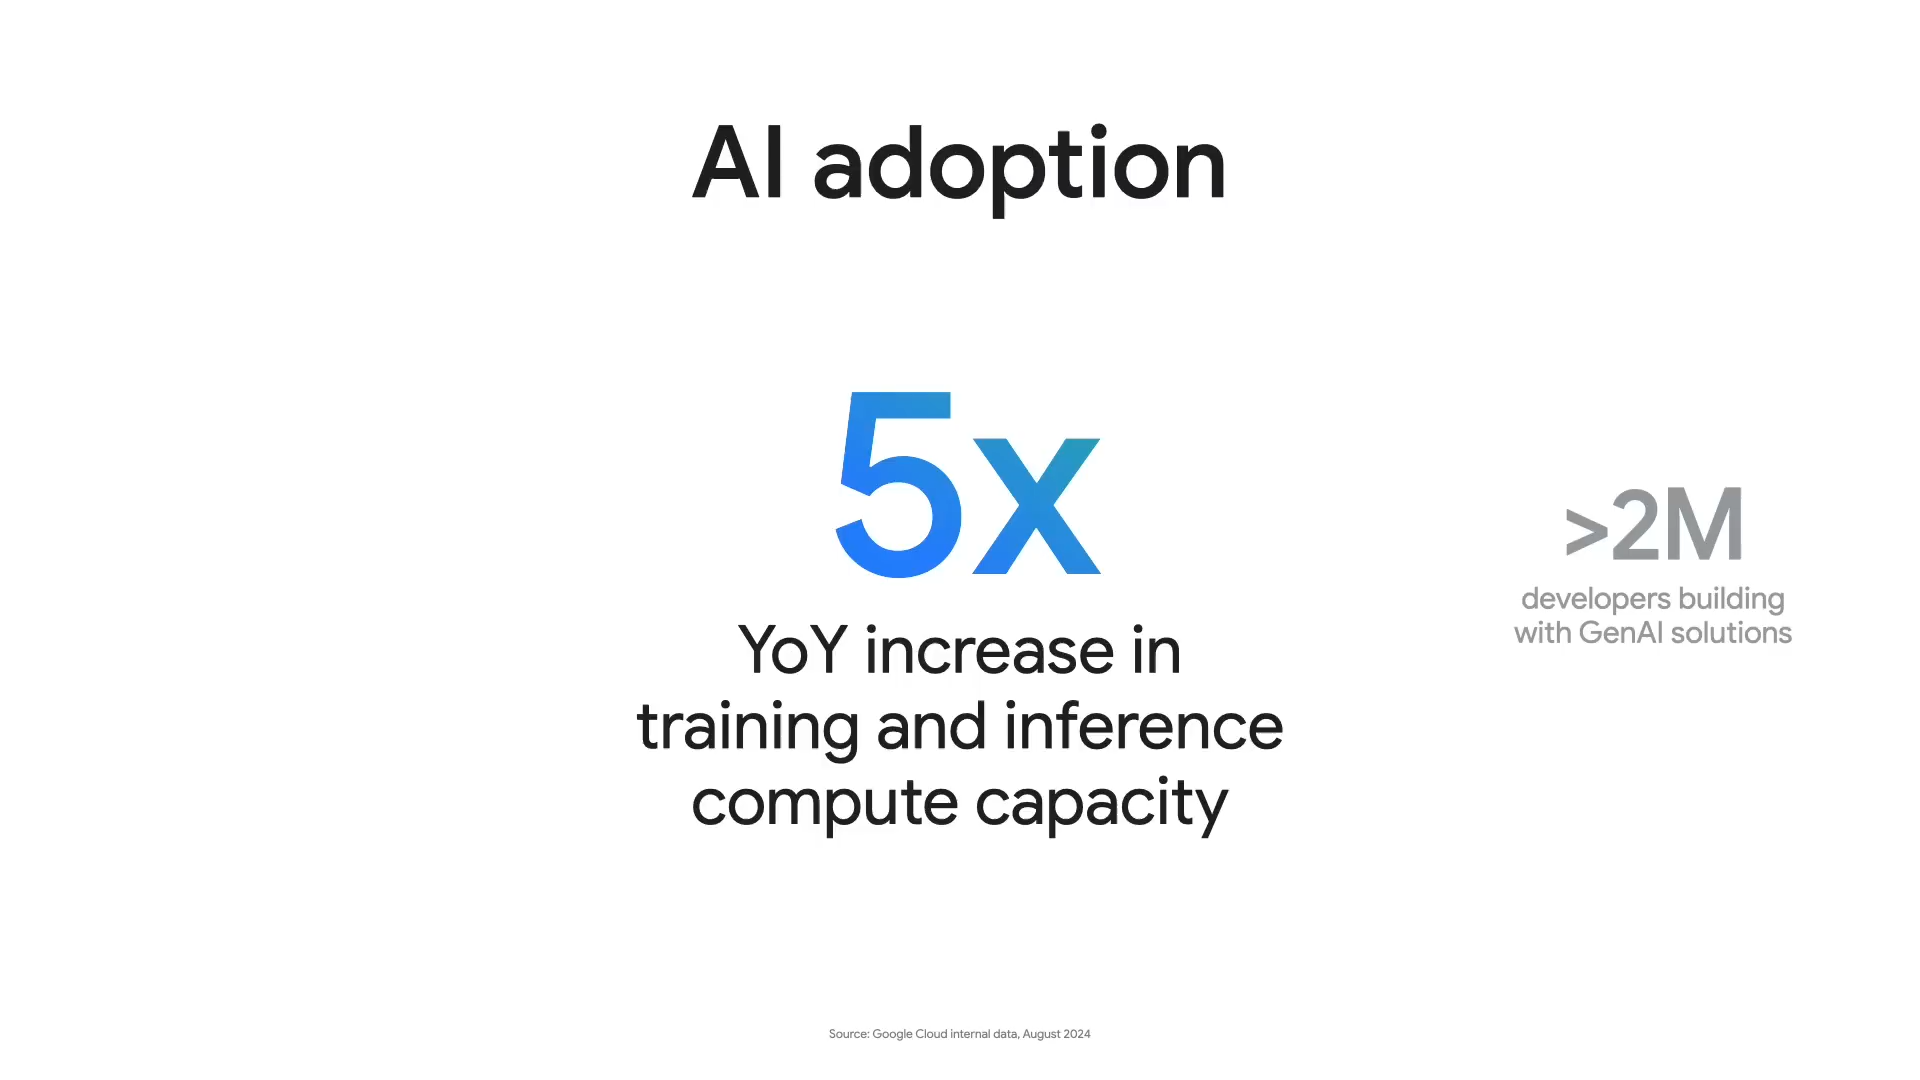 AI adoption
5x
YoY increase in
training and inference
compute capacity
>2M
developers building
with GenAI solutions
Source: Google Cloud internal data, August 2024